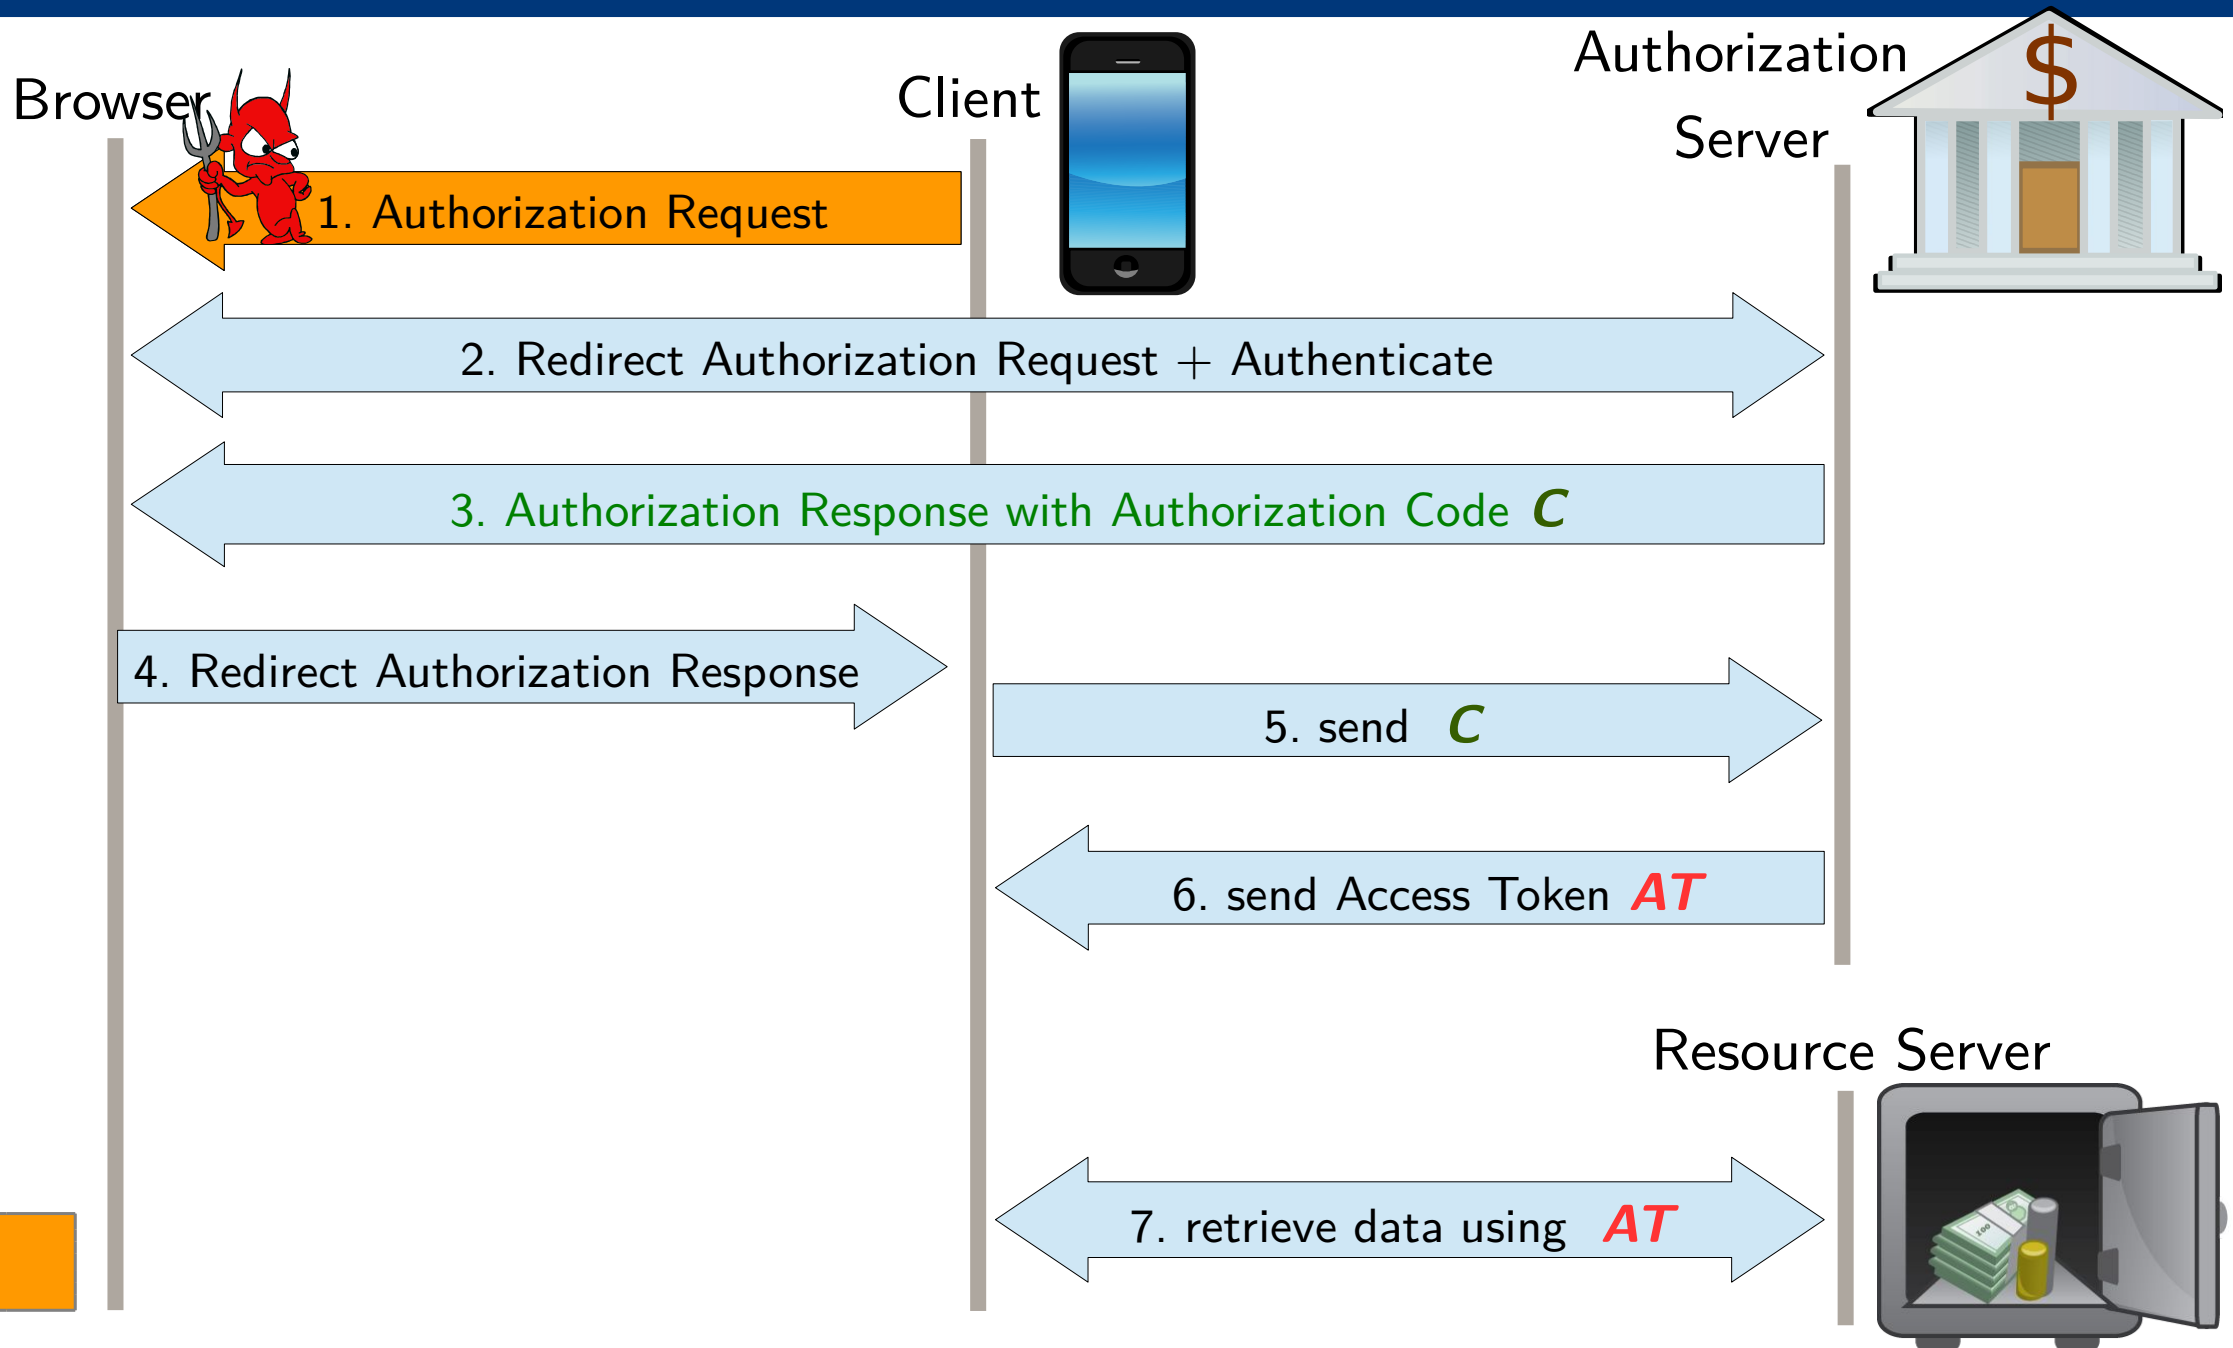 Browser
Client
Authorization
Server
$
1. Authorization Request
2. Redirect Authorization Request + Authenticate
3. Authorization Response with Authorization Code C
4. Redirect Authorization Response
5. send C
6. send Access Token AT
Resource Server
7. retrieve data using AT
100